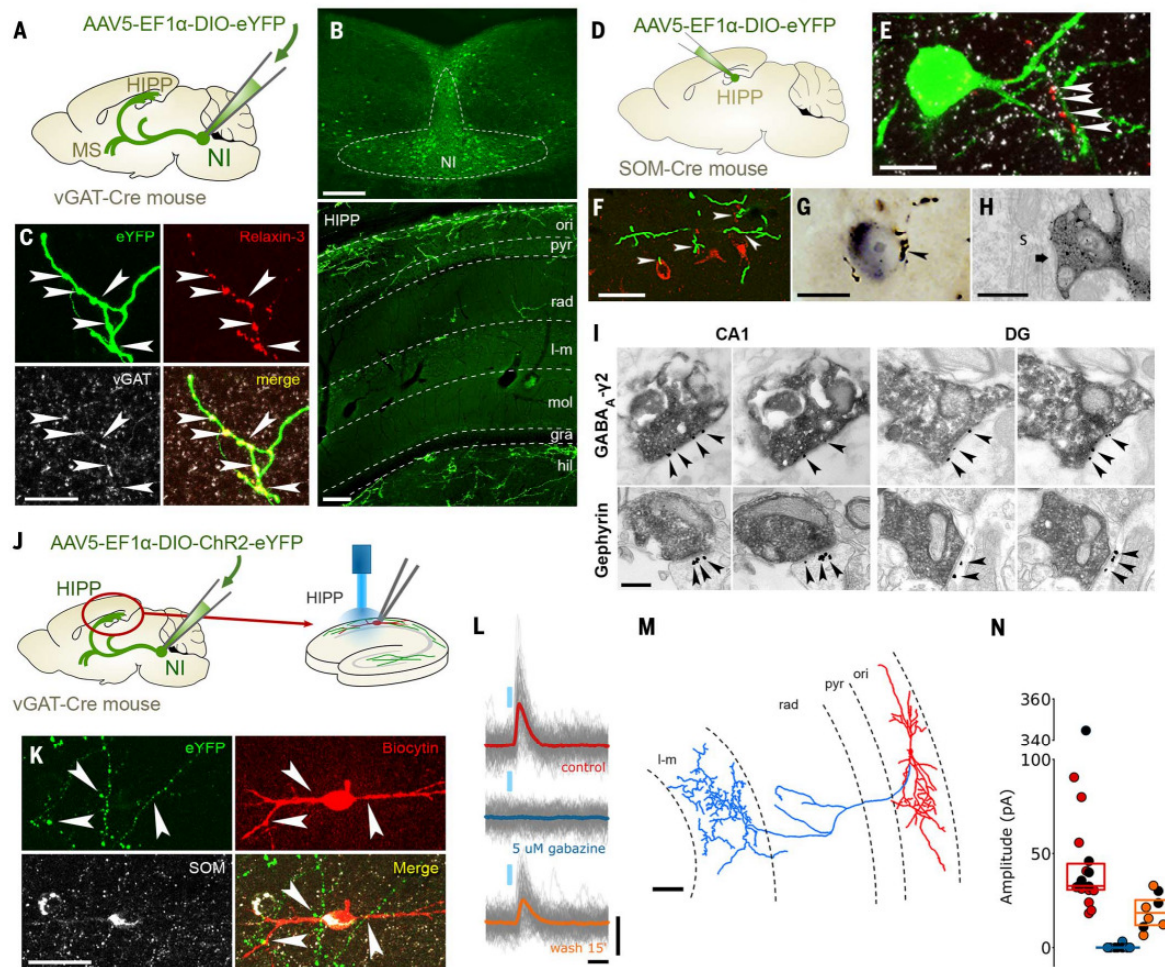 A
AAV5-EF1α-DIO-eYFP
HIPP
MS
NI
vGAT-Cre mouse
B
NI
HIPP
ori
pyr
rad
l-m
mol
gra
hil
C
eYFP
Relaxin-3
vGAT
merge
D
AAV5-EF1α-DIO-eYFP
HIPP
SOM-Cre mouse
E
F
G
H
S
I
CA1
DG
GABAA-γ2
Gephyrin
J
AAV5-EF1α-DIO-ChR2-eYFP
HIPP
NI
vGAT-Cre mouse
HIPP
K
eYFP
Biocytin
SOM
Merge
L
control
5 uM gabazine
wash 15'
M
l-m
rad
pyr
ori
N
Amplitude (pA)
360
340
100
50
0